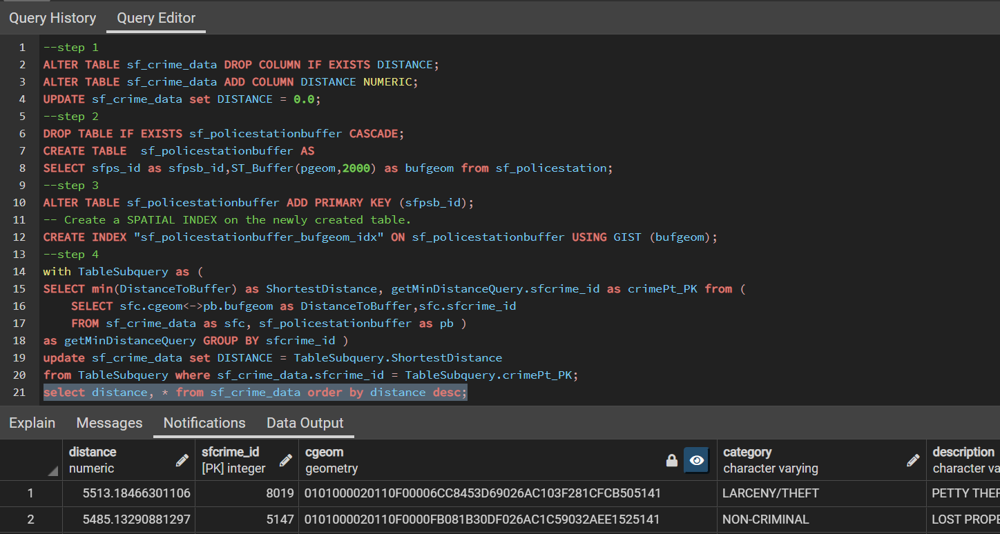 Query History Query Editor
1 --step 1
2 ALTER TABLE sf_crime_data DROP COLUMN IF EXISTS DISTANCE;
3 ALTER TABLE sf_crime_data ADD COLUMN DISTANCE NUMERIC;
4 UPDATE sf_crime_data set DISTANCE = 0.0;
5 --step 2
6 DROP TABLE IF EXISTS sf_policestationbuffer CASCADE;
7 CREATE TABLE  sf_policestationbuffer AS
8 SELECT sfps_id as sfpsb_id,ST_Buffer(pgeom,2000) as bufgeom from sf_policestation;
9 --step 3
10 ALTER TABLE sf_policestationbuffer ADD PRIMARY KEY (sfpsb_id);
11 -- Create a SPATIAL INDEX on the newly created table.
12 CREATE INDEX "sf_policestationbuffer_bufgeom_idx" ON sf_policestationbuffer USING GIST (bufgeom);
13 --step 4
14 with TableSubquery as (
15 SELECT min(DistanceToBuffer) as ShortestDistance, getMinDistanceQuery.sfcrime_id as crimePt_PK from (
16     SELECT sfc.cgeom<->pb.bufgeom as DistanceToBuffer,sfc.sfcrime_id
17     FROM sf_crime_data as sfc, sf_policestationbuffer as pb )
18 as getMinDistanceQuery GROUP BY sfcrime_id )
19 update sf_crime_data set DISTANCE = TableSubquery.ShortestDistance
20 from TableSubquery where sf_crime_data.sfcrime_id = TableSubquery.crimePt_PK;
21 select distance, * from sf_crime_data order by distance desc;
Explain Messages Notifications Data Output
distance sfcrime_id cgeom category description
numeric [PK] integer geometry character varying character va
1 5513.18466301106 8019 0101000020110F00006CC8453D69026AC103F281CFCB505141 LARCENY/THEFT PETTY THEF
2 5485.13290881297 5147 0101000020110F0000FB081B30DF026AC1C59032AEE1525141 NON-CRIMINAL LOST PROPE